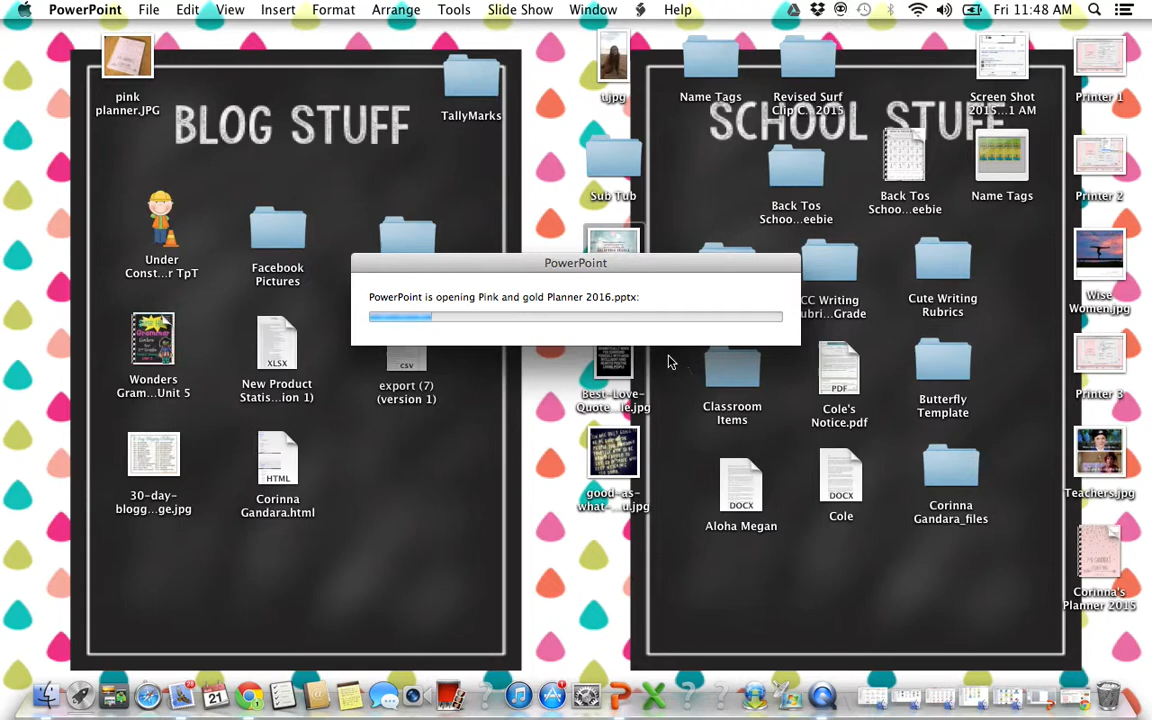 PowerPoint File Edit View Insert Format Arrange Tools Slide Show Window Help Fri 11:48 AM
BLOG STUFF
pink
planner.JPG
TallyMarks
Under
Const...r TpT
Facebook
Pictures
Wonders
Gram...Unit 5
XLSX
New Product
Statis...ion 1)
CSV
export (7)
(version 1)
30-day-
blogg...ge.jpg
HTML
Corinna
Gandara.html
PowerPoint
PowerPoint is opening Pink and gold Planner 2016.pptx:
Sub Tub
Best-Love-
Quote...le.jpg
good-as-
what-...u.jpg
SCHOOL STUFF
Name Tags
Revised Surf
Clip C...2015
Screen Shot
2015...1 AM
Back Tos
Schoo...eebie
Back Tos
Schoo...eebie
Name Tags
CC Writing
Rubri...Grade
Cute Writing
Rubrics
Classroom
Items
PDF
Cole's
Notice.pdf
Butterfly
Template
DOCX
Aloha Megan
DOCX
Cole
Corinna
Gandara_files
Printer 1
Printer 2
Wise
Women.jpg
Printer 3
Teachers.jpg
Corinna's
Planner 2015
21